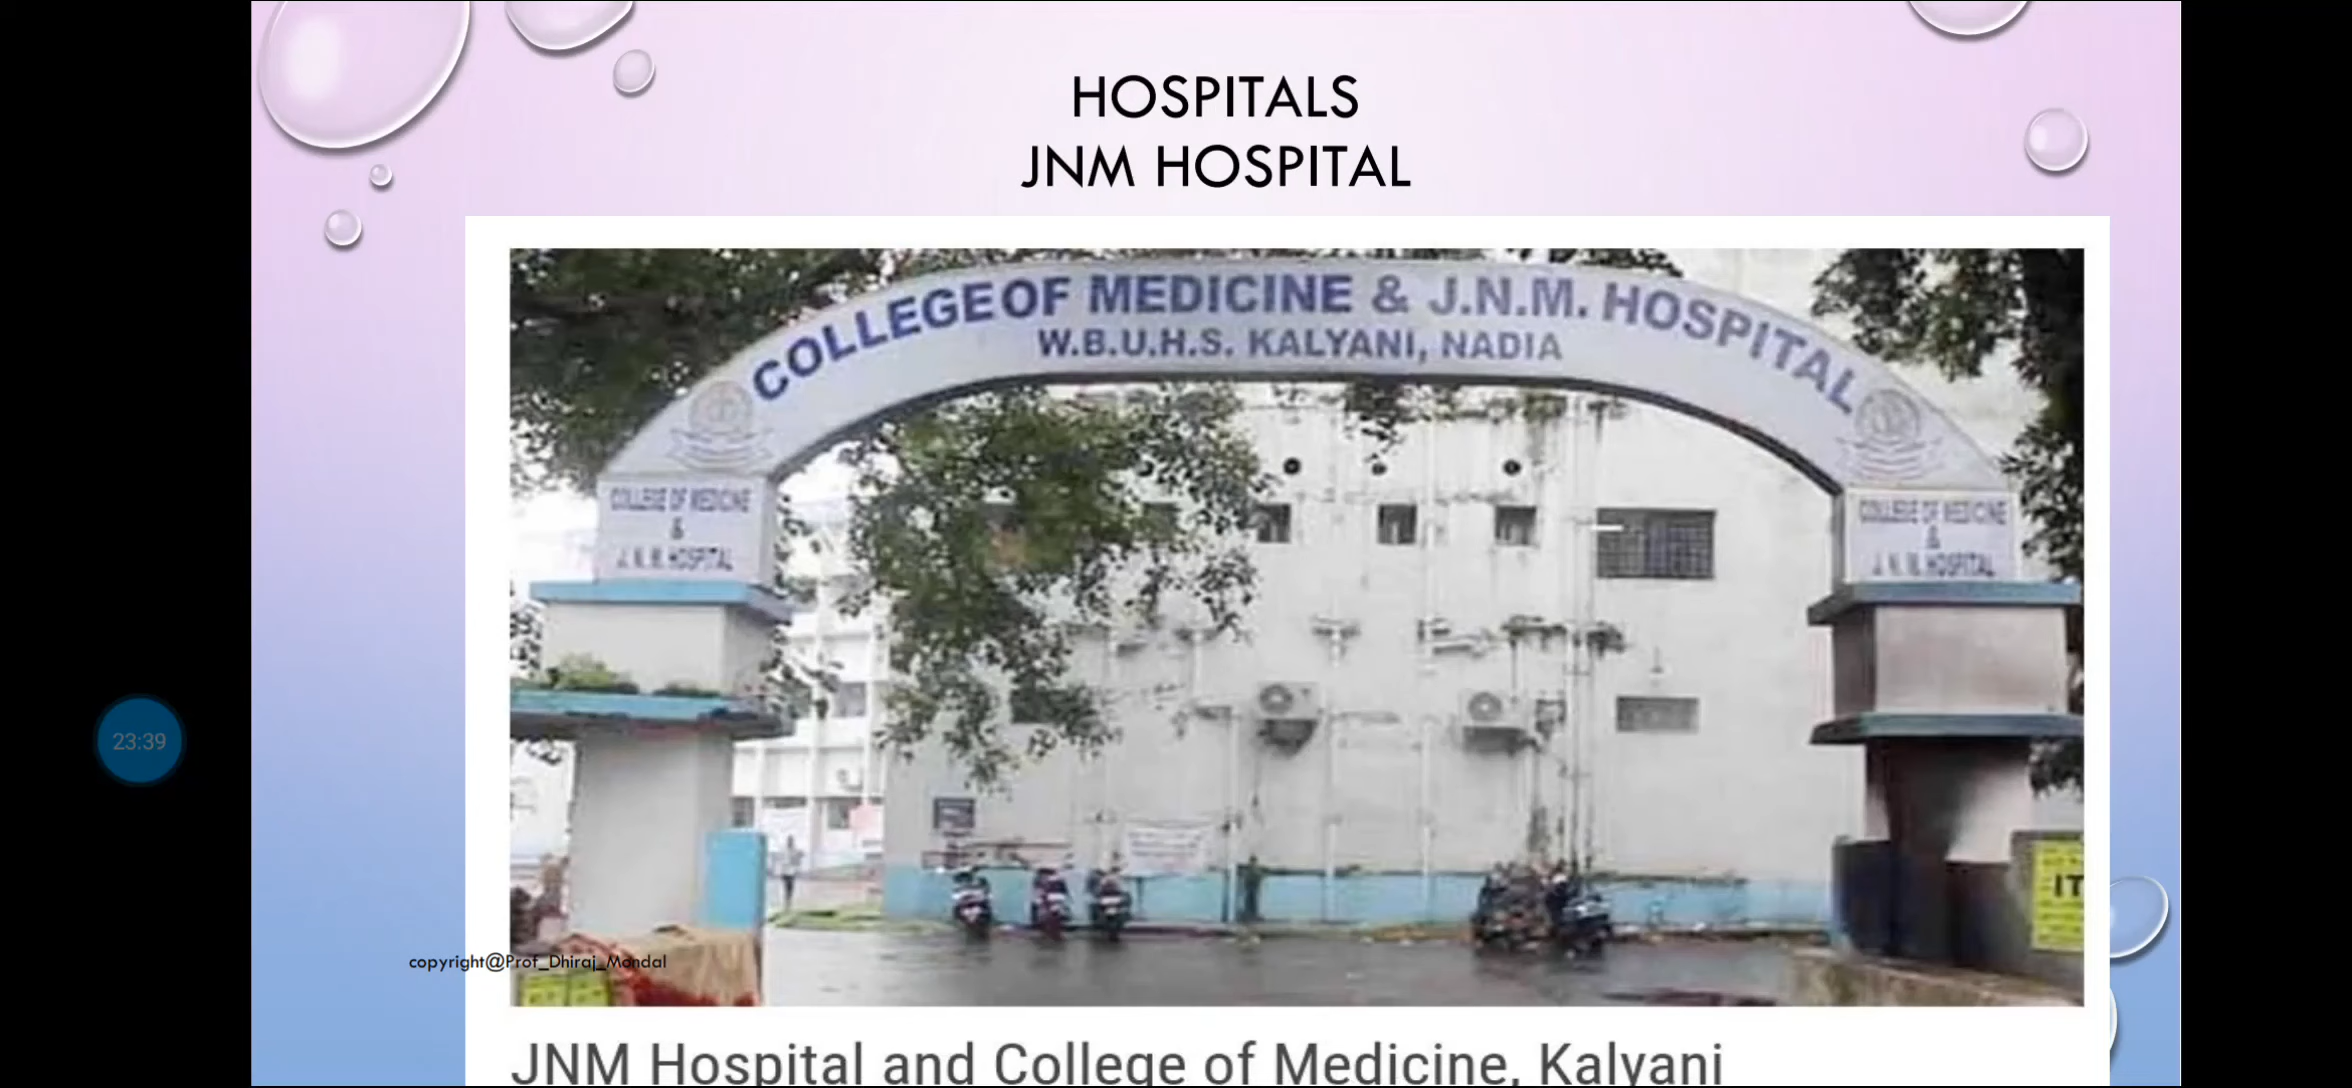 HOSPITALS
JNM HOSPITAL
COLLEGE OF MEDICINE & J.N.M. HOSPITAL
W.B.U.H.S. KALYANI, NADIA
COLLEGE OF MEDICINE
&
J. N. M. HOSPITAL
COLLEGE OF MEDICINE
&
J. N. M. HOSPITAL
23:39
IT
copyright@Prof_Dhiraj_Mondal
JNM Hospital and College of Medicine, Kalyani